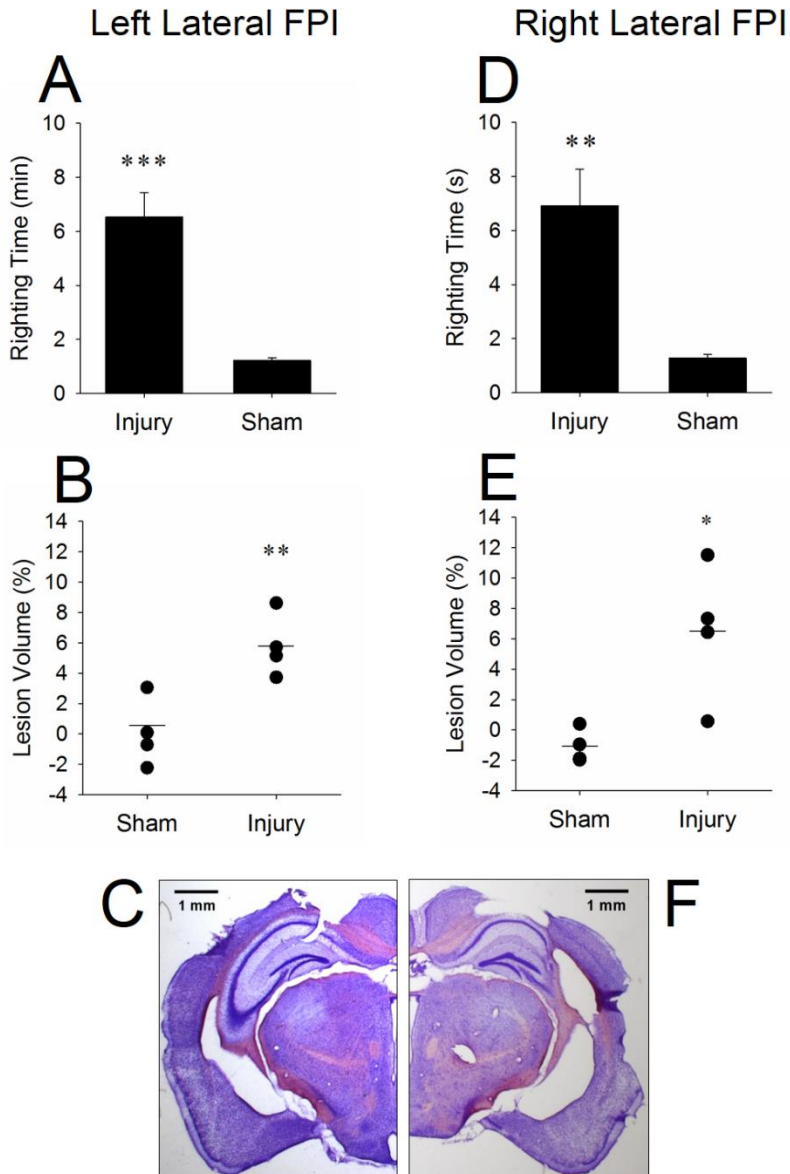 Left Lateral FPI
Right Lateral FPI
A
Righting Time (min)
10
8
6
4
2
0
***
Injury
Sham
D
Righting Time (s)
10
8
6
4
2
0
**
Injury
Sham
B
Lesion Volume (%)
14
12
10
8
6
4
2
0
-2
-4
**
Sham
Injury
E
Lesion Volume (%)
14
12
10
8
6
4
2
0
-2
-4
*
Sham
Injury
C
1 mm
1 mm
F